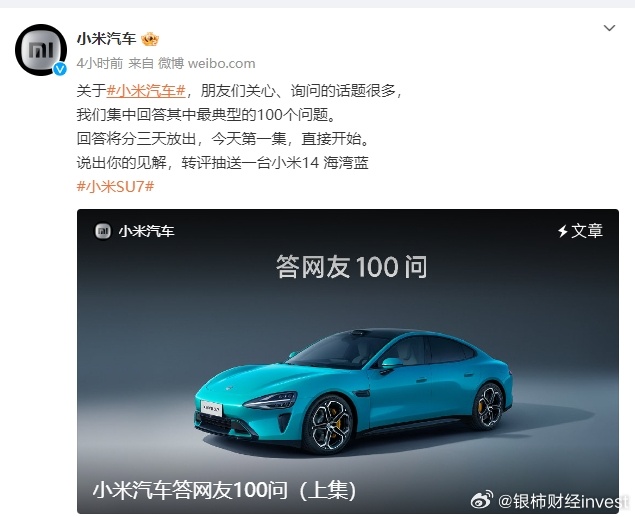 mi
小米汽车
4小时前 来自 微博 weibo.com
关于#小米汽车#，朋友们关心、询问的话题很多，
我们集中回答其中最典型的100个问题。
回答将分三天放出，今天第一集，直接开始。
说出你的见解，转评抽送一台小米14 海湾蓝
#小米SU7#
mi 小米汽车
文章
答网友100问
小米汽车答网友100问（上集）
@银柿财经invest